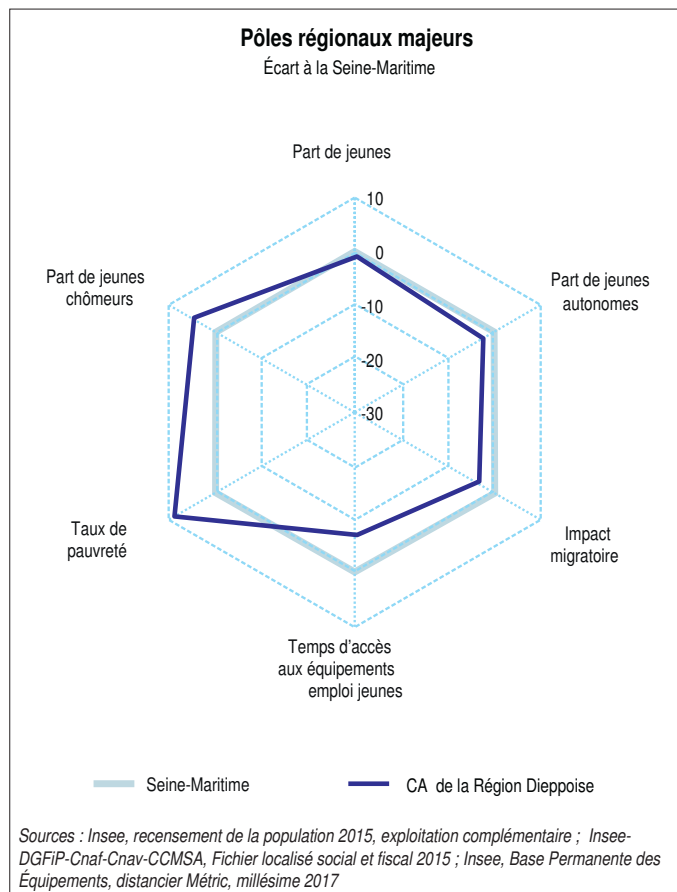 Pôles régionaux majeurs
Écart à la Seine-Maritime
Part de jeunes
10
0
-10
-20
-30
Part de jeunes
chômeurs
Part de jeunes
autonomes
Taux de
pauvreté
Impact
migratoire
Temps d'accès
aux équipements
emploi jeunes
Seine-Maritime
CA de la Région Dieppoise
Sources : Insee, recensement de la population 2015, exploitation complémentaire ; Insee-
DGFiP-Cnaf-Cnav-CCMSA, Fichier localisé social et fiscal 2015 ; Insee, Base Permanente des
Équipements, distancier Métric, millésime 2017